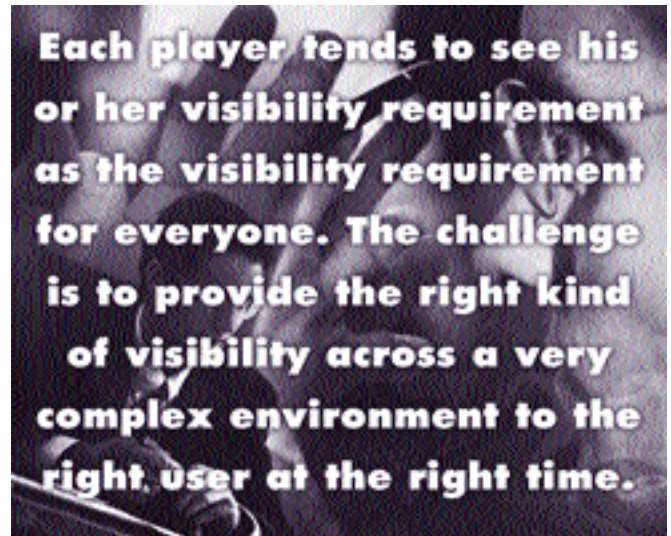 Each player tends to see his
or her visibility requirement
as the visibility requirement
for everyone. The challenge
is to provide the right kind
of visibility across a very
complex environment to the
right user at the right time.